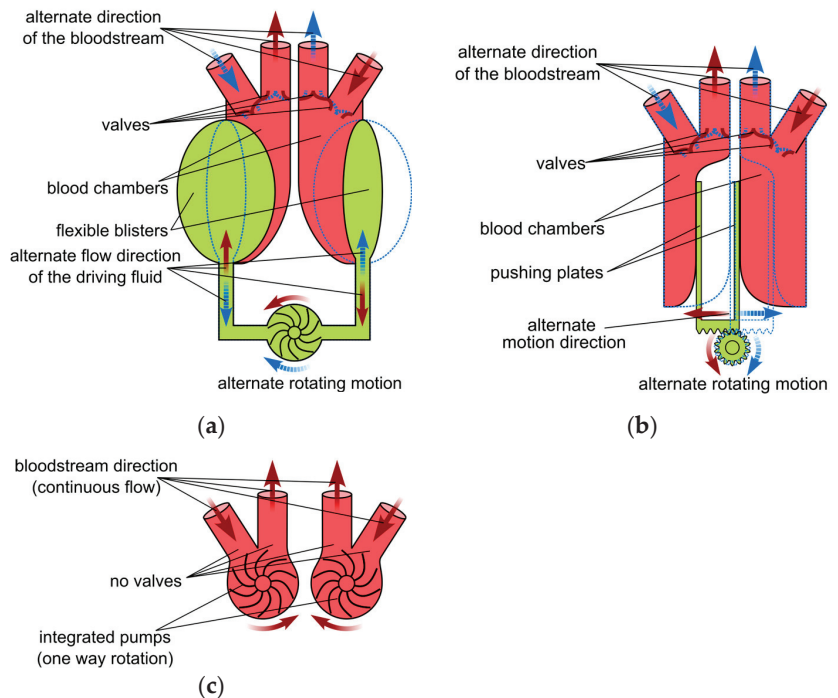 alternate direction
of the bloodstream
valves
blood chambers
flexible blisters
alternate flow direction
of the driving fluid
alternate rotating motion
(a)
alternate direction
of the bloodstream
valves
blood chambers
pushing plates
alternate
motion direction
alternate rotating motion
(b)
bloodstream direction
(continuous flow)
no valves
integrated pumps
(one way rotation)
(c)